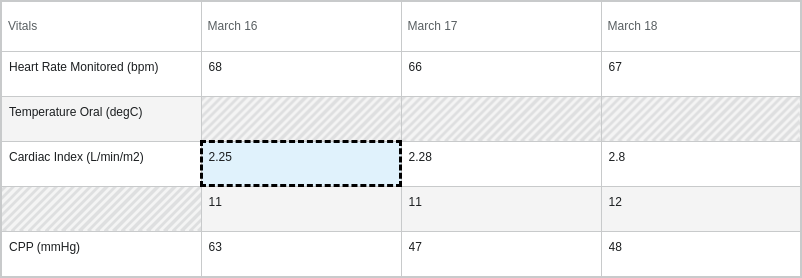 Vitals March 16 March 17 March 18
Heart Rate Monitored (bpm) 68 66 67
Temperature Oral (degC)
Cardiac Index (L/min/m2) 2.25 2.28 2.8
11 11 12
CPP (mmHg) 63 47 48